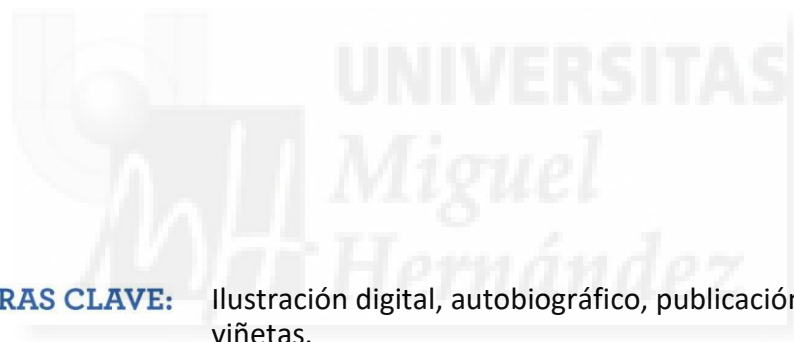 UNIVERSITAS
Miguel
Hernández
RAS CLAVE: Ilustración digital, autobiográfico, publicación
viñetas.